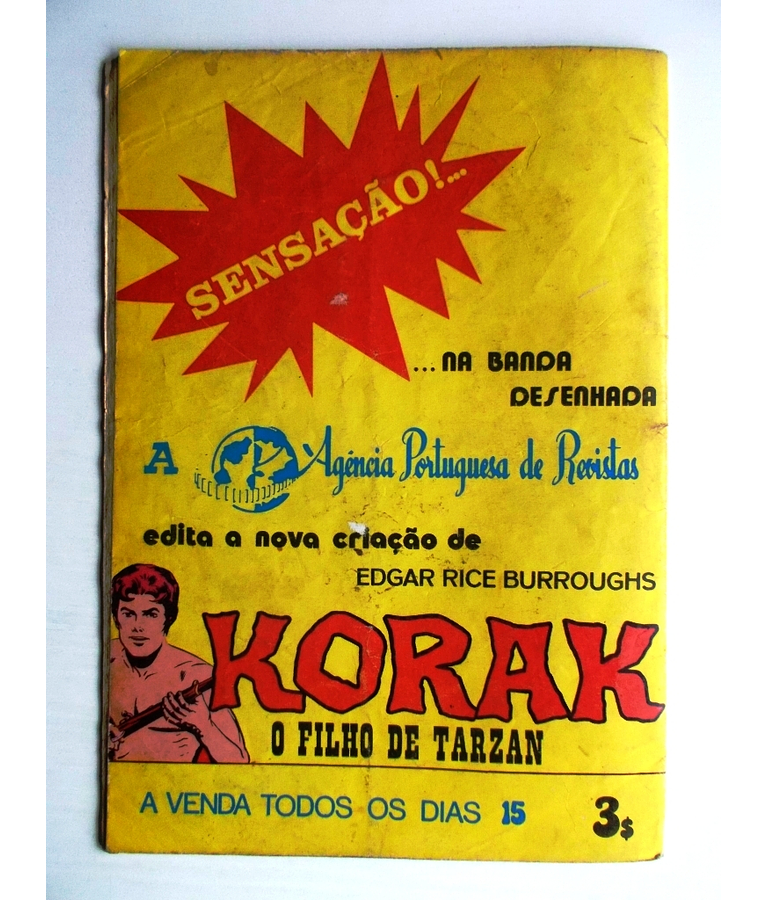 SENSAÇÃO!...
...NA BANDA
DESENHADA
A Agência Portuguesa de Revistas
edita a nova criação de
EDGAR RICE BURROUGHS
KORAK
O FILHO DE TARZAN
A VENDA TODOS OS DIAS 15 3$